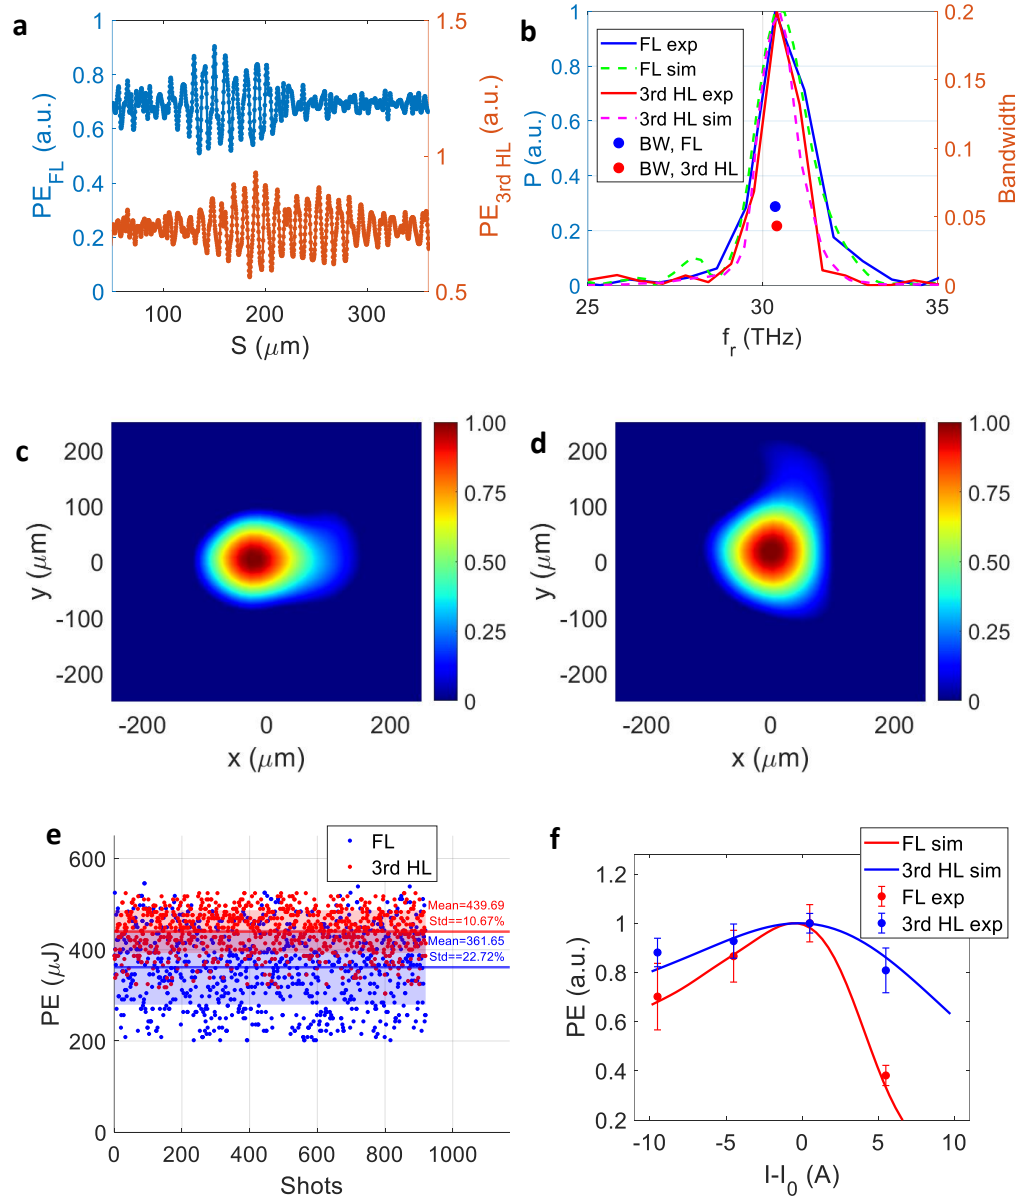 a
PE_FL (a.u.)
1
0.8
0.6
0.4
0.2
0
1.5
1
0.5
PE_3rd HL (a.u.)
100
200
300
S (μm)
b
P (a.u.)
1
0.8
0.6
0.4
0.2
0
FL exp
FL sim
3rd HL exp
3rd HL sim
BW, FL
BW, 3rd HL
0.2
0.15
0.1
0.05
0
Bandwidth
25
30
35
f_r (THz)
c
y (μm)
200
100
0
-100
-200
-200
0
200
x (μm)
1.00
0.75
0.50
0.25
0
d
y (μm)
200
100
0
-100
-200
-200
0
200
x (μm)
1.00
0.75
0.50
0.25
0
e
PE (μJ)
600
400
200
0
FL
3rd HL
Mean=439.69
Std==10.67%
Mean=361.65
Std==22.72%
0
200
400
600
800
1000
Shots
f
PE (a.u.)
1.2
1
0.8
0.6
0.4
0.2
FL sim
3rd HL sim
FL exp
3rd HL exp
-10
-5
0
5
10
I-I_0 (A)